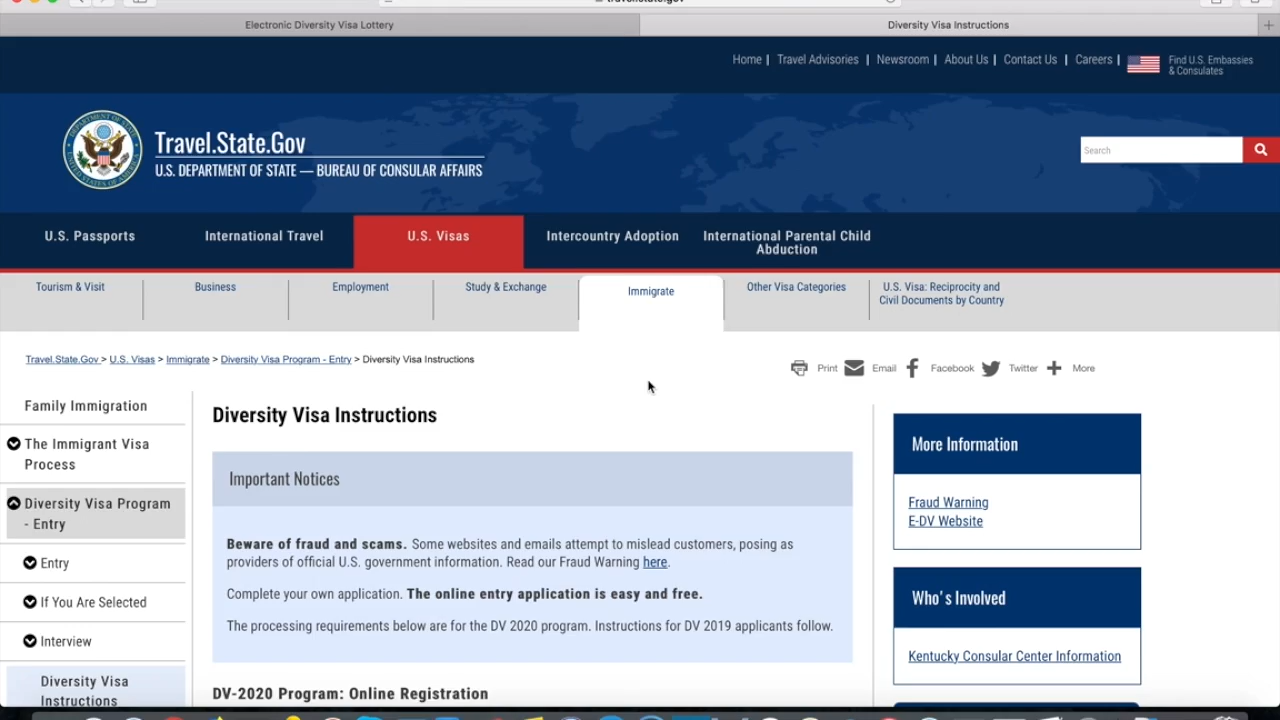 travel.state.gov
Electronic Diversity Visa Lottery
Diversity Visa Instructions
Home | Travel Advisories | Newsroom | About Us | Contact Us | Careers |
Find U.S. Embassies
& Consulates
Travel.State.Gov
U.S. DEPARTMENT OF STATE — BUREAU OF CONSULAR AFFAIRS
Search
U.S. Passports
International Travel
U.S. Visas
Intercountry Adoption
International Parental Child
Abduction
Tourism & Visit
Business
Employment
Study & Exchange
Immigrate
Other Visa Categories
U.S. Visa: Reciprocity and
Civil Documents by Country
Travel.State.Gov > U.S. Visas > Immigrate > Diversity Visa Program - Entry > Diversity Visa Instructions
Print
Email
Facebook
Twitter
More
Family Immigration
The Immigrant Visa
Process
Diversity Visa Program
- Entry
Entry
If You Are Selected
Interview
Diversity Visa
Instructions
Diversity Visa Instructions
Important Notices
Beware of fraud and scams. Some websites and emails attempt to mislead customers, posing as
providers of official U.S. government information. Read our Fraud Warning here.
Complete your own application. The online entry application is easy and free.
The processing requirements below are for the DV 2020 program. Instructions for DV 2019 applicants follow.
DV-2020 Program: Online Registration
More Information
Fraud Warning
E-DV Website
Who's Involved
Kentucky Consular Center Information